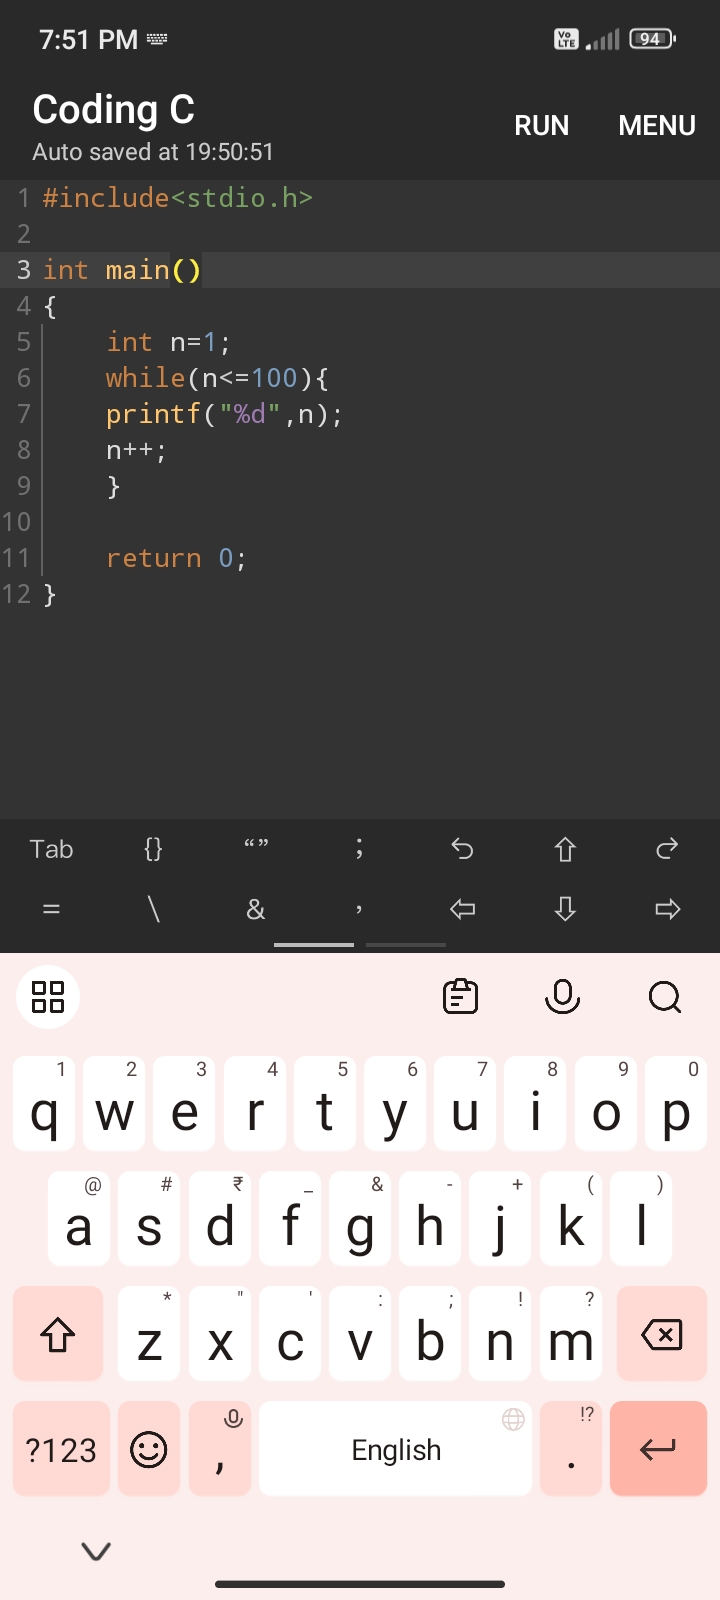 7:51 PM
Vo LTE 94
Coding C
Auto saved at 19:50:51
RUN MENU
1 #include<stdio.h>
2
3 int main()
4 {
5 int n=1;
6 while(n<=100){
7 printf("%d",n);
8 n++;
9 }
10
11 return 0;
12 }
Tab {} “” ;
= \ & ,
1 2 3 4 5 6 7 8 9 0
q w e r t y u i o p
@ # ₹ _ & - + ( )
a s d f g h j k l
* " ' : ; ! ?
z x c v b n m
!?
?123 , English .